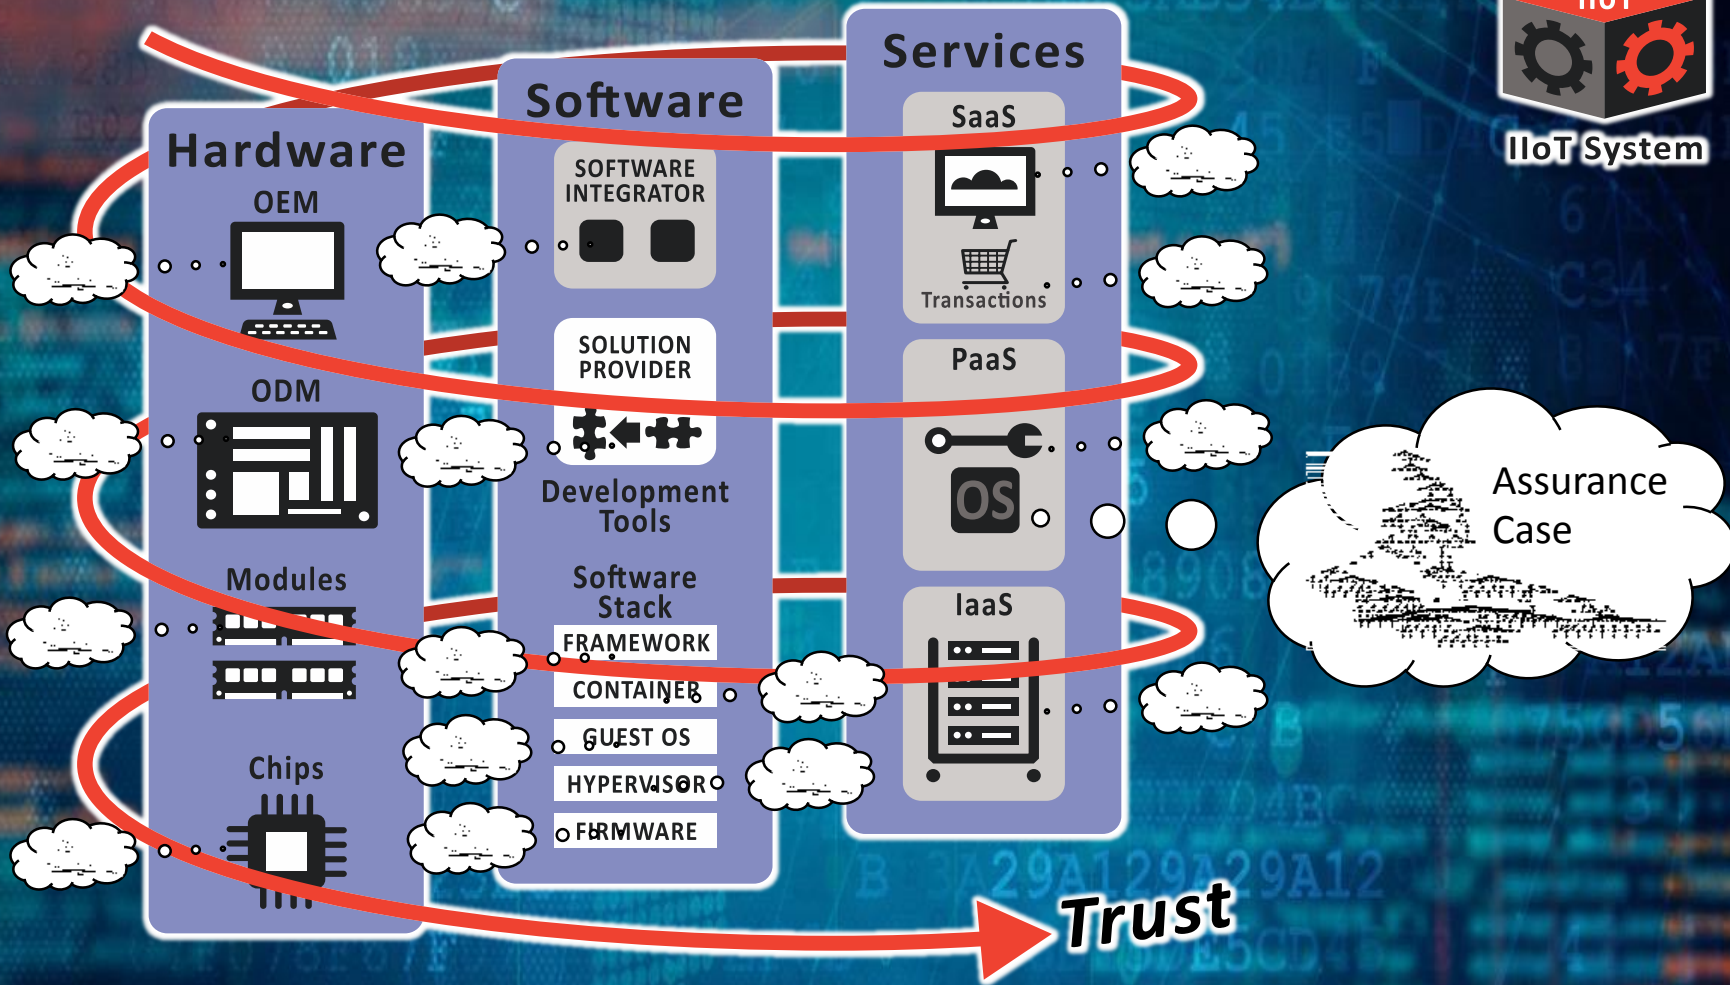 IIoT
IIoT System
Services
SaaS
Transactions
PaaS
OS
IaaS
Software
SOFTWARE
INTEGRATOR
SOLUTION
PROVIDER
Development
Tools
Software
Stack
FRAMEWORK
CONTAINER
GUEST OS
HYPERVISOR
FIRMWARE
Hardware
OEM
ODM
Modules
Chips
Assurance
Case
Trust
29A129A29A12